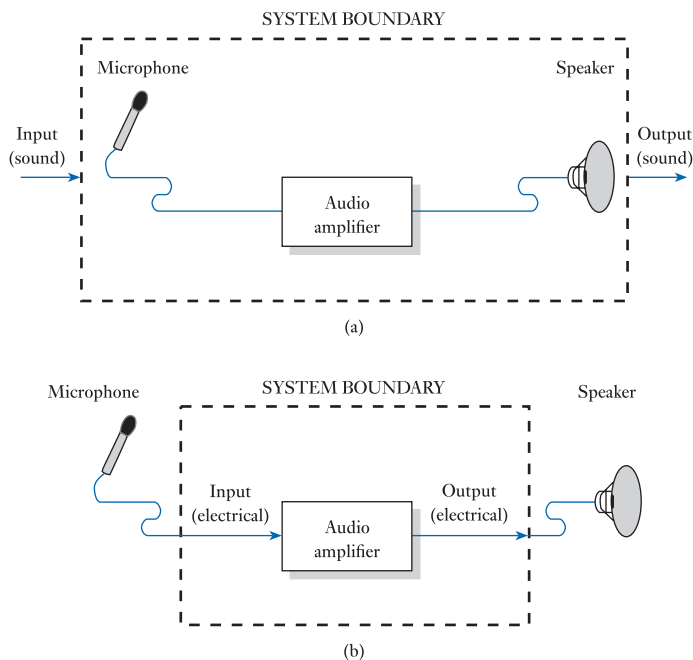 SYSTEM BOUNDARY
Microphone
Speaker
Input
(sound)
Output
(sound)
Audio
amplifier
(a)
Microphone
SYSTEM BOUNDARY
Speaker
Input
(electrical)
Output
(electrical)
Audio
amplifier
(b)